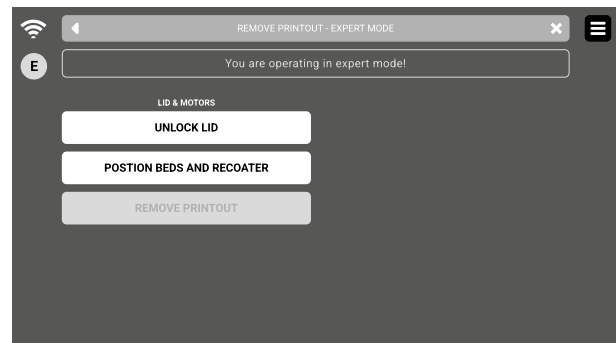 REMOVE PRINTOUT - EXPERT MODE
E
You are operating in expert mode!
LID & MOTORS
UNLOCK LID
POSTION BEDS AND RECOATER
REMOVE PRINTOUT